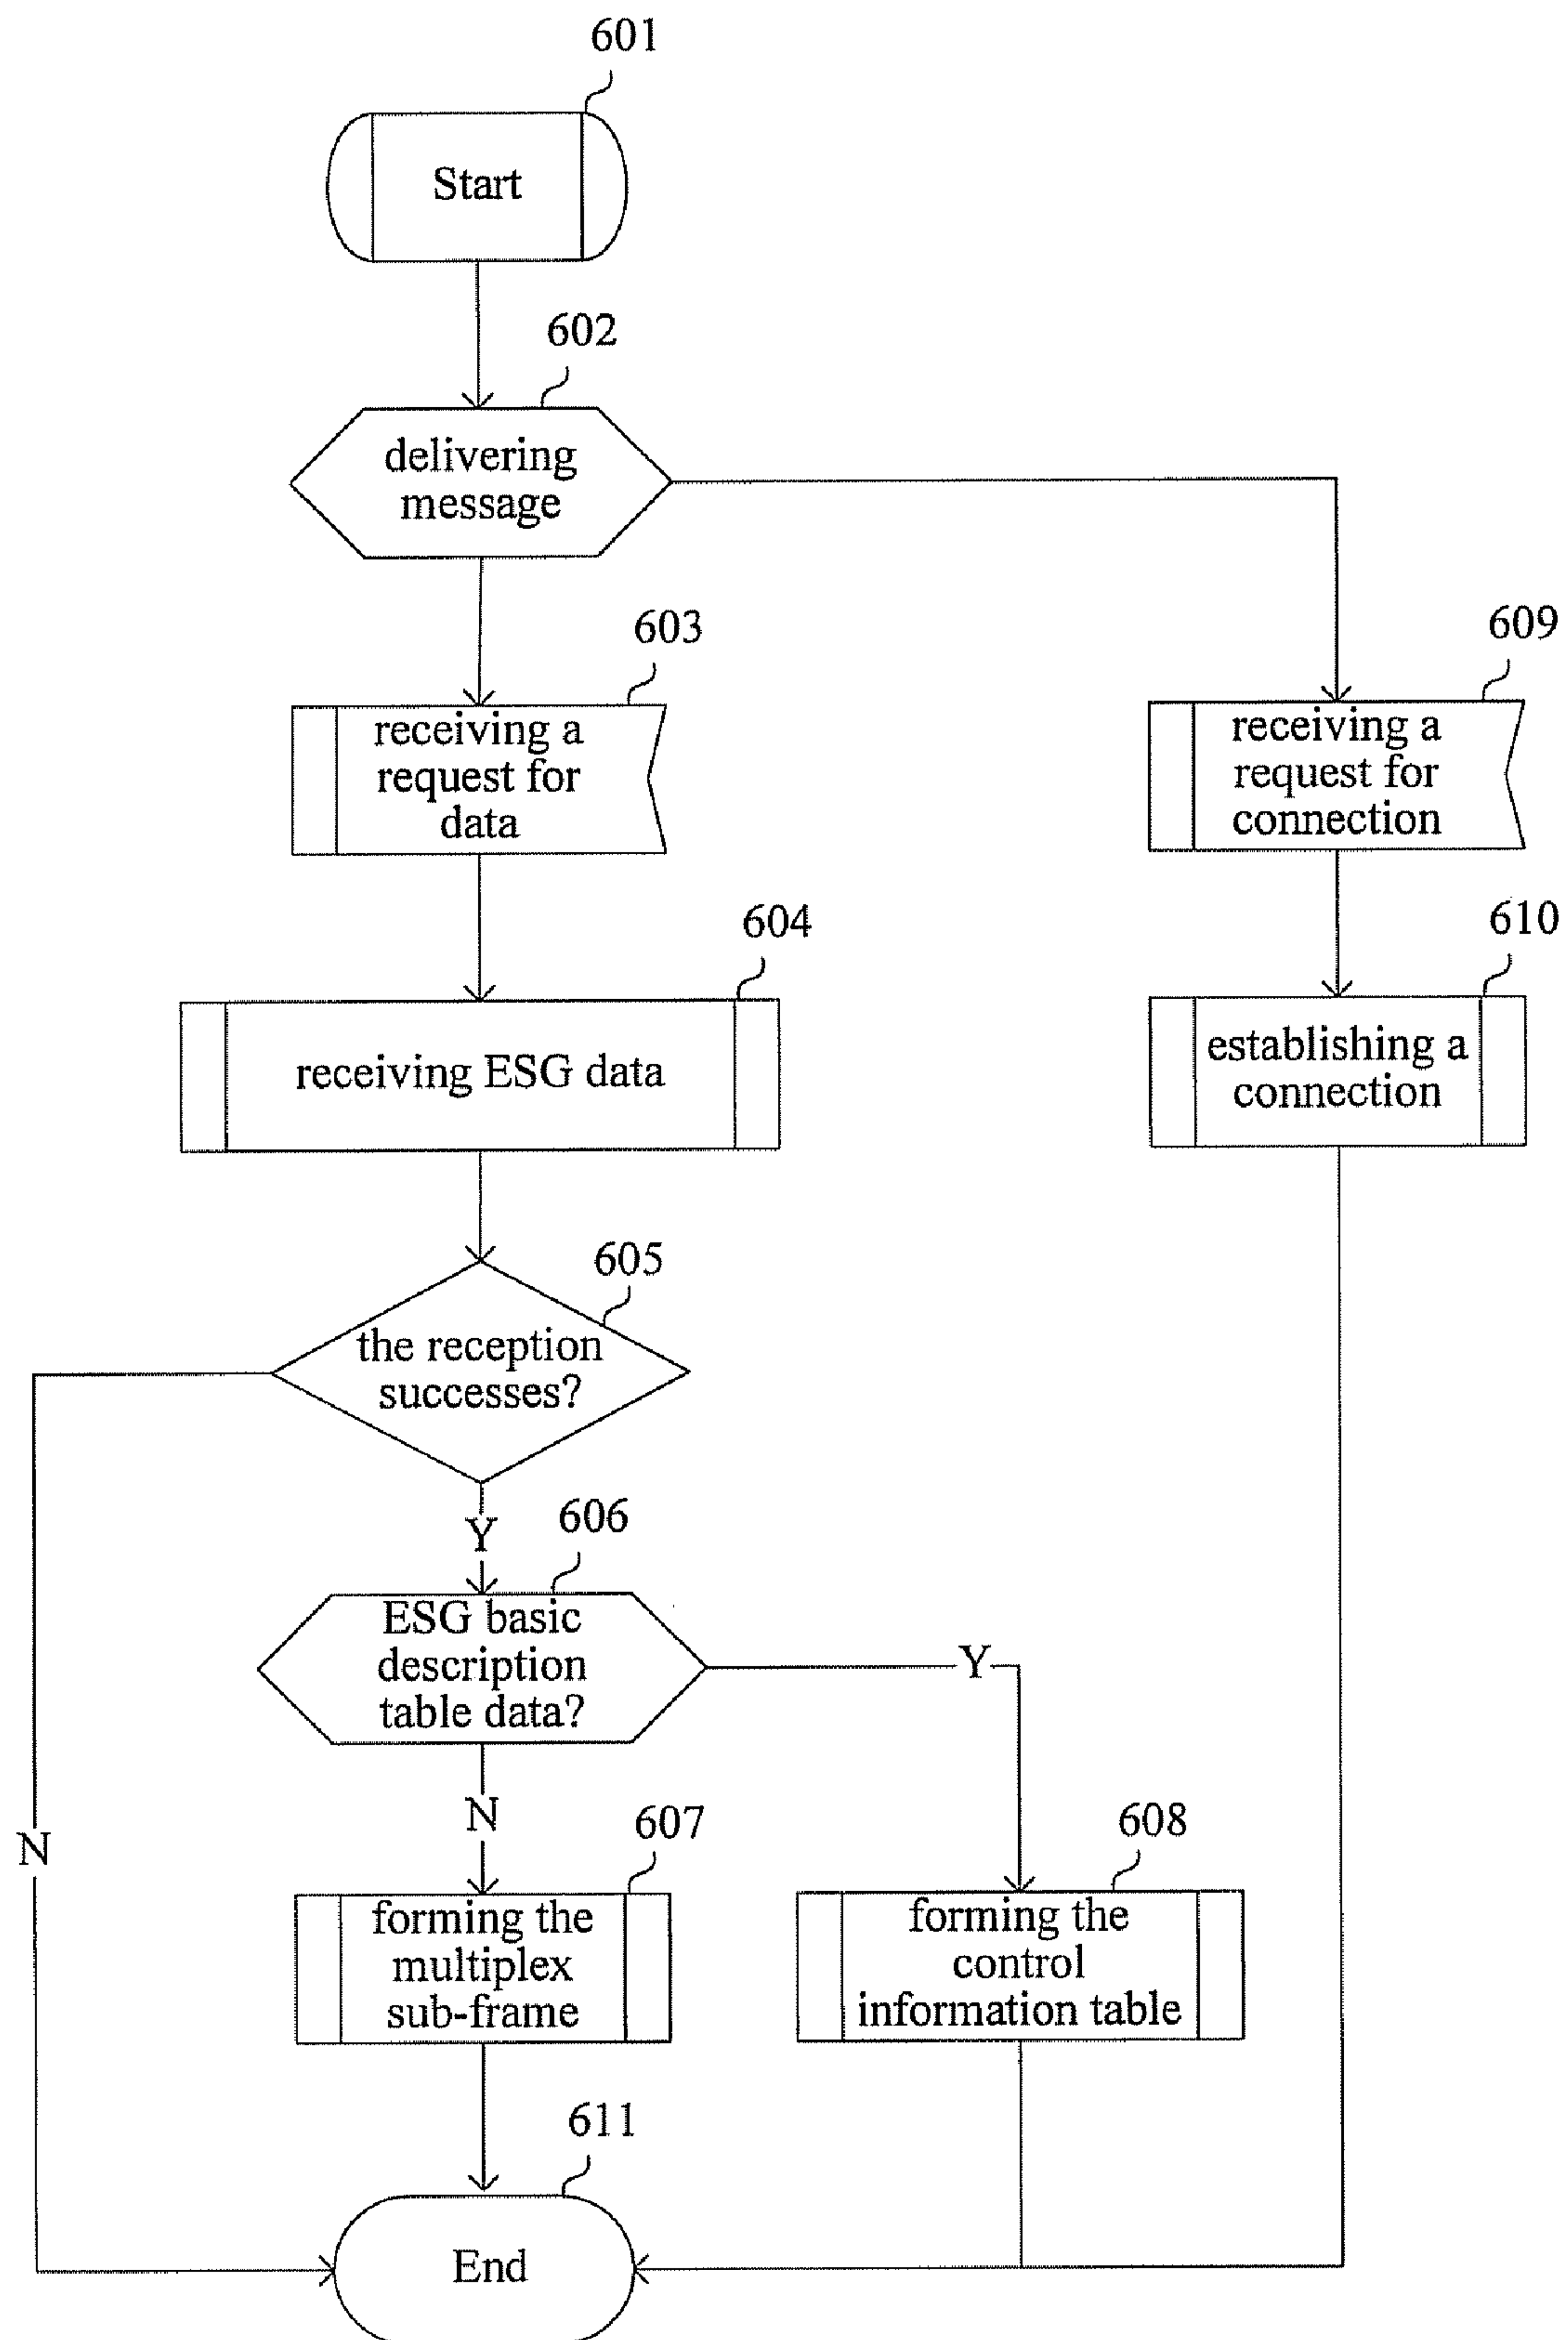 601
Start
602
delivering
message
603
receiving a
request for
data
609
receiving a
request for
connection
604
receiving ESG data
610
establishing a
connection
605
the reception
successes?
Y
606
ESG basic
description
table data?
Y
N
N
607
forming the
multiplex
sub-frame
608
forming the
control
information table
611
End